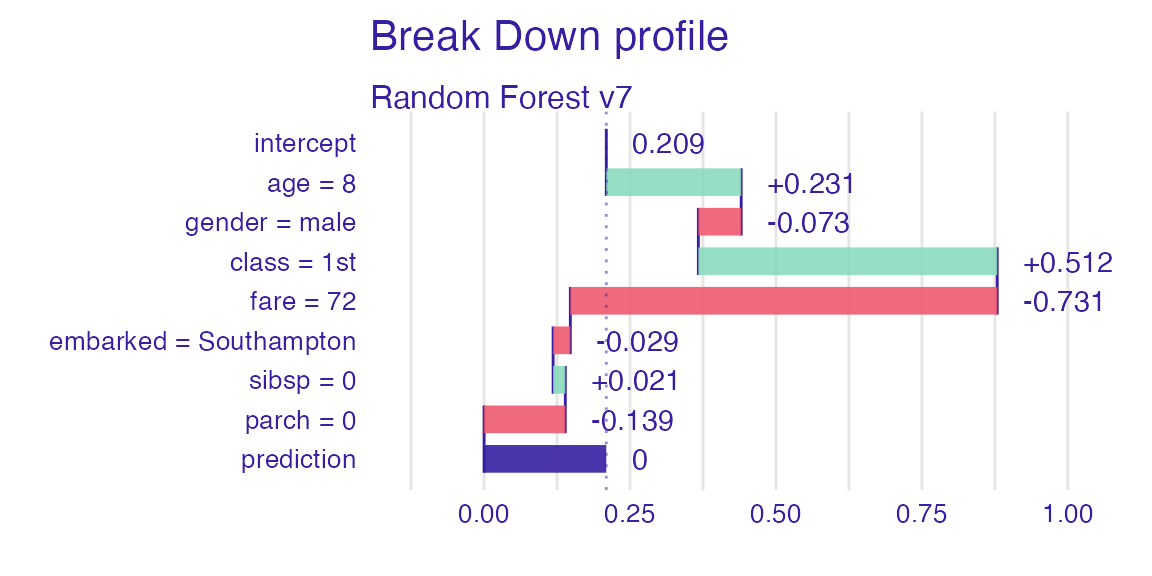 Break Down profile
Random Forest v7
intercept 0.209
age = 8 +0.231
gender = male -0.073
class = 1st +0.512
fare = 72 -0.731
embarked = Southampton -0.029
sibsp = 0 +0.021
parch = 0 -0.139
prediction 0
0.00 0.25 0.50 0.75 1.00